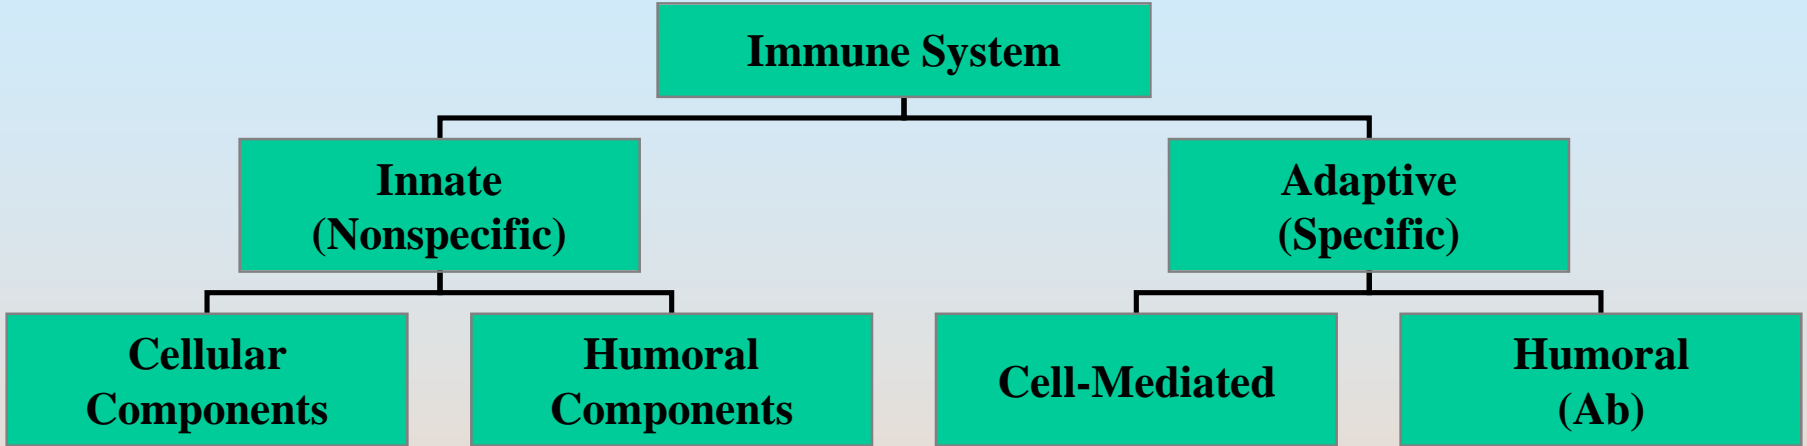 Immune System
Innate
(Nonspecific)
Adaptive
(Specific)
Cellular
Components
Humoral
Components
Cell-Mediated
Humoral
(Ab)